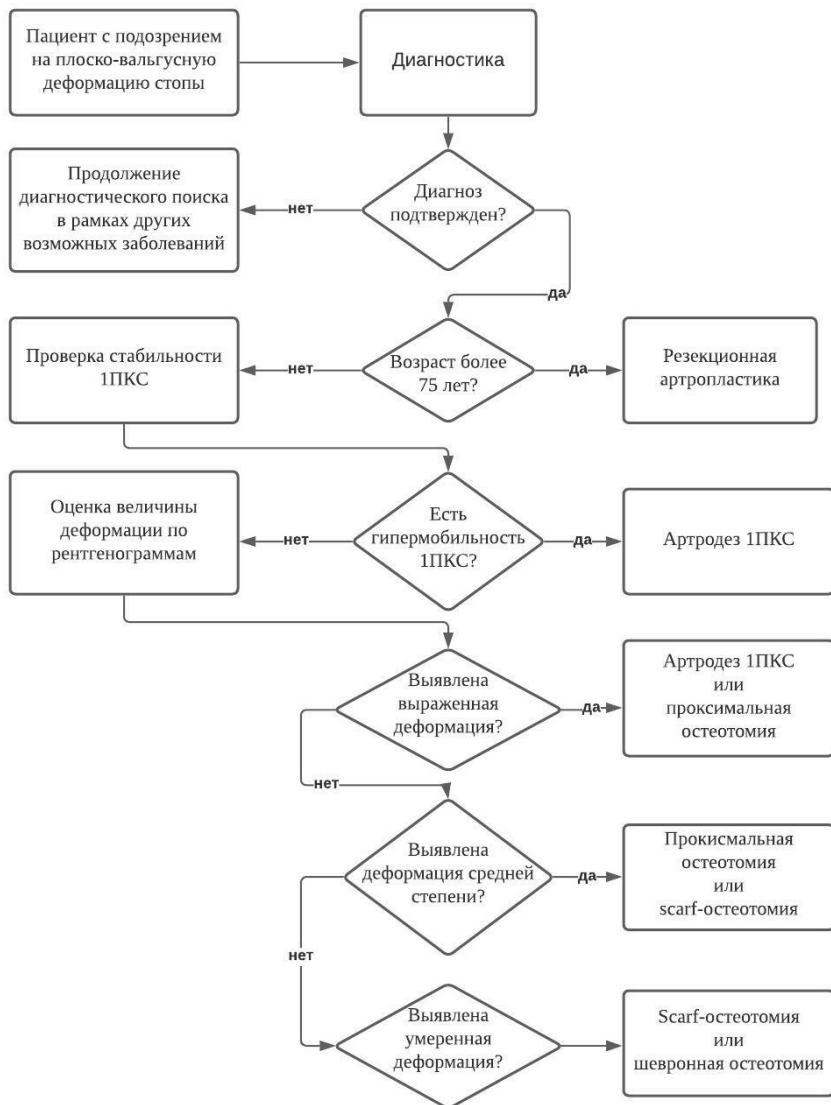 Пациент с подозрением
на плоско-вальгусную
деформацию стопы
Диагностика
Продолжение
диагностического поиска
в рамках других
возможных заболеваний
нет
Диагноз
подтвержден?
да
Проверка стабильности
1ПКС
нет
Возраст более
75 лет?
да
Резекционная
артропластика
Оценка величины
деформации по
рентгенограммам
нет
Есть
гипермобильность
1ПКС?
да
Артродез 1ПКС
Выявлена
выраженная
деформация?
да
Артродез 1ПКС
или
проксимальная
остеотомия
нет
Выявлена
деформация средней
степени?
да
Прокисмальная
остеотомия
или
scarf-остеотомия
нет
Выявлена
умеренная
деформация?
Scarf-остеотомия
или
шевронная остеотомия